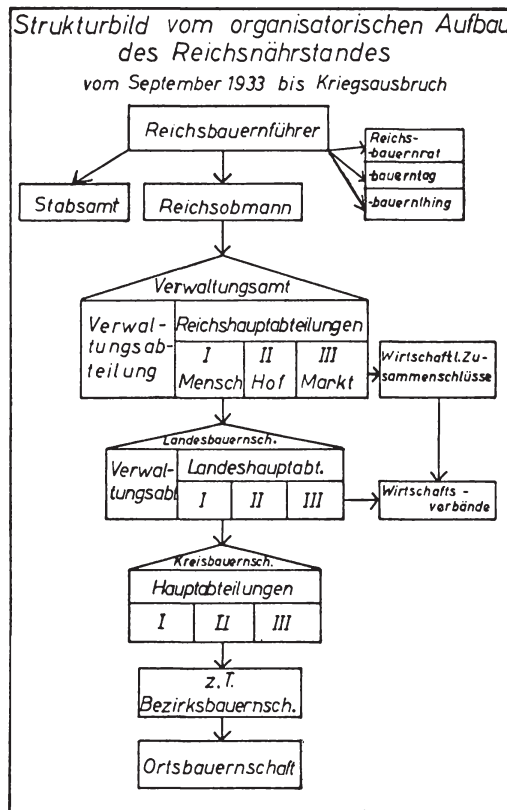 Strukturbild vom organisatorischen Aufbau
des Reichsnährstandes
vom September 1933 bis Kriegsausbruch
Reichsbauernführer
Reichs-
-bauernrat
-bauerntag
-bauernthing
Stabsamt
Reichsobmann
Verwaltungsamt
Verwal-
tungsab-
teilung
Reichshauptabteilungen
I II III
Mensch Hof Markt
Wirtschaftl. Zu-
sammenschlüsse
Landesbauernsch.
Verwal-
tungsabt
Landeshauptabt.
I II III
Wirtschafts-
verbände
Kreisbauernsch.
Hauptabteilungen
I II III
z.T.
Bezirksbauernsch.
Ortsbauernschaft